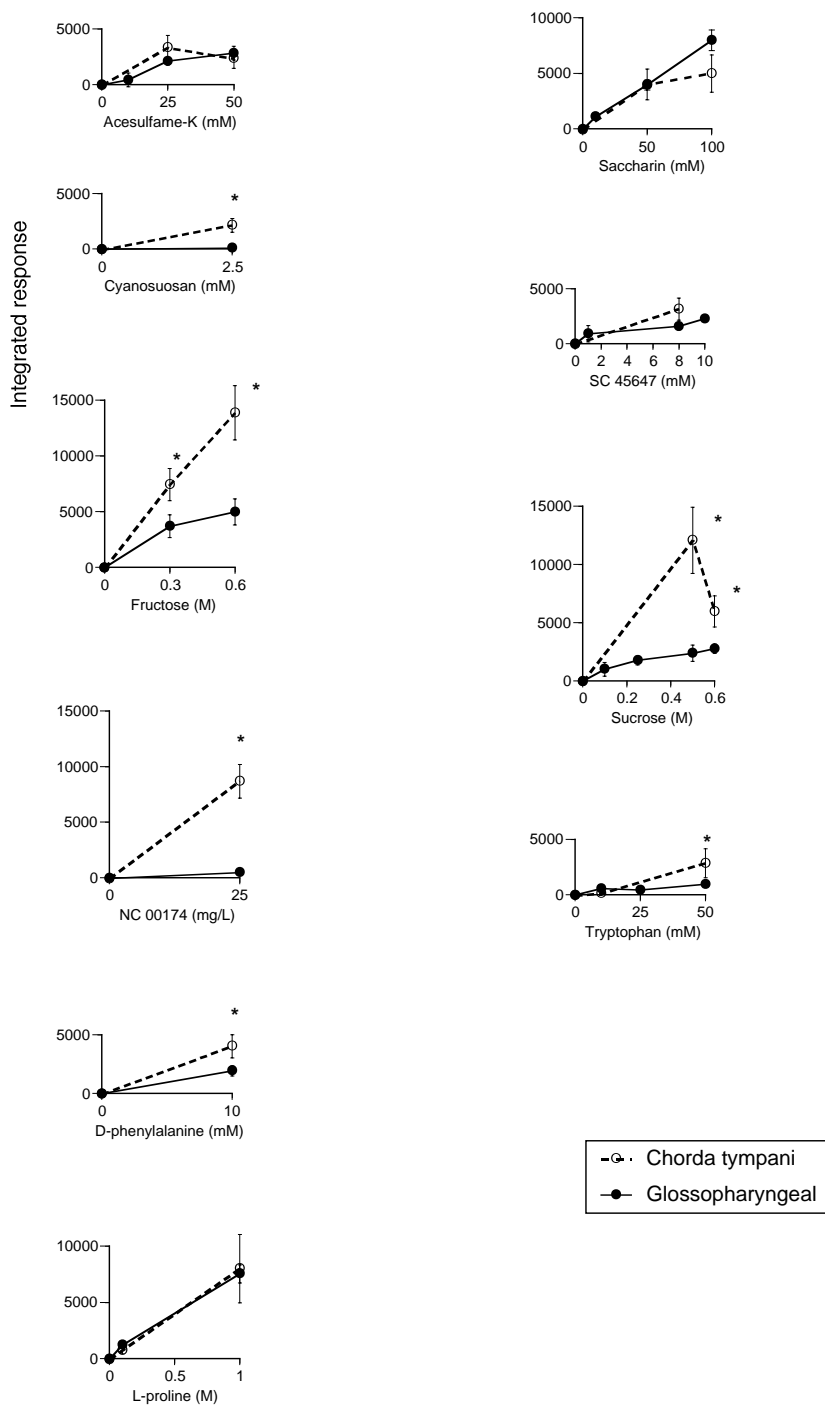 Integrated response
5000
0
0 25 50
Acesulfame-K (mM)
5000
0
*
0 2.5
Cyanosuosan (mM)
15000
10000
5000
0
*
*
0 0.3 0.6
Fructose (M)
15000
10000
5000
0
*
0 25
NC 00174 (mg/L)
5000
0
*
0 10
D-phenylalanine (mM)
10000
5000
0
0 0.5 1
L-proline (M)
10000
5000
0
0 50 100
Saccharin (mM)
5000
0
0 2 4 6 8 10
SC 45647 (mM)
15000
10000
5000
0
*
*
0 0.2 0.4 0.6
Sucrose (M)
5000
0
*
0 25 50
Tryptophan (mM)
Chorda tympani
Glossopharyngeal